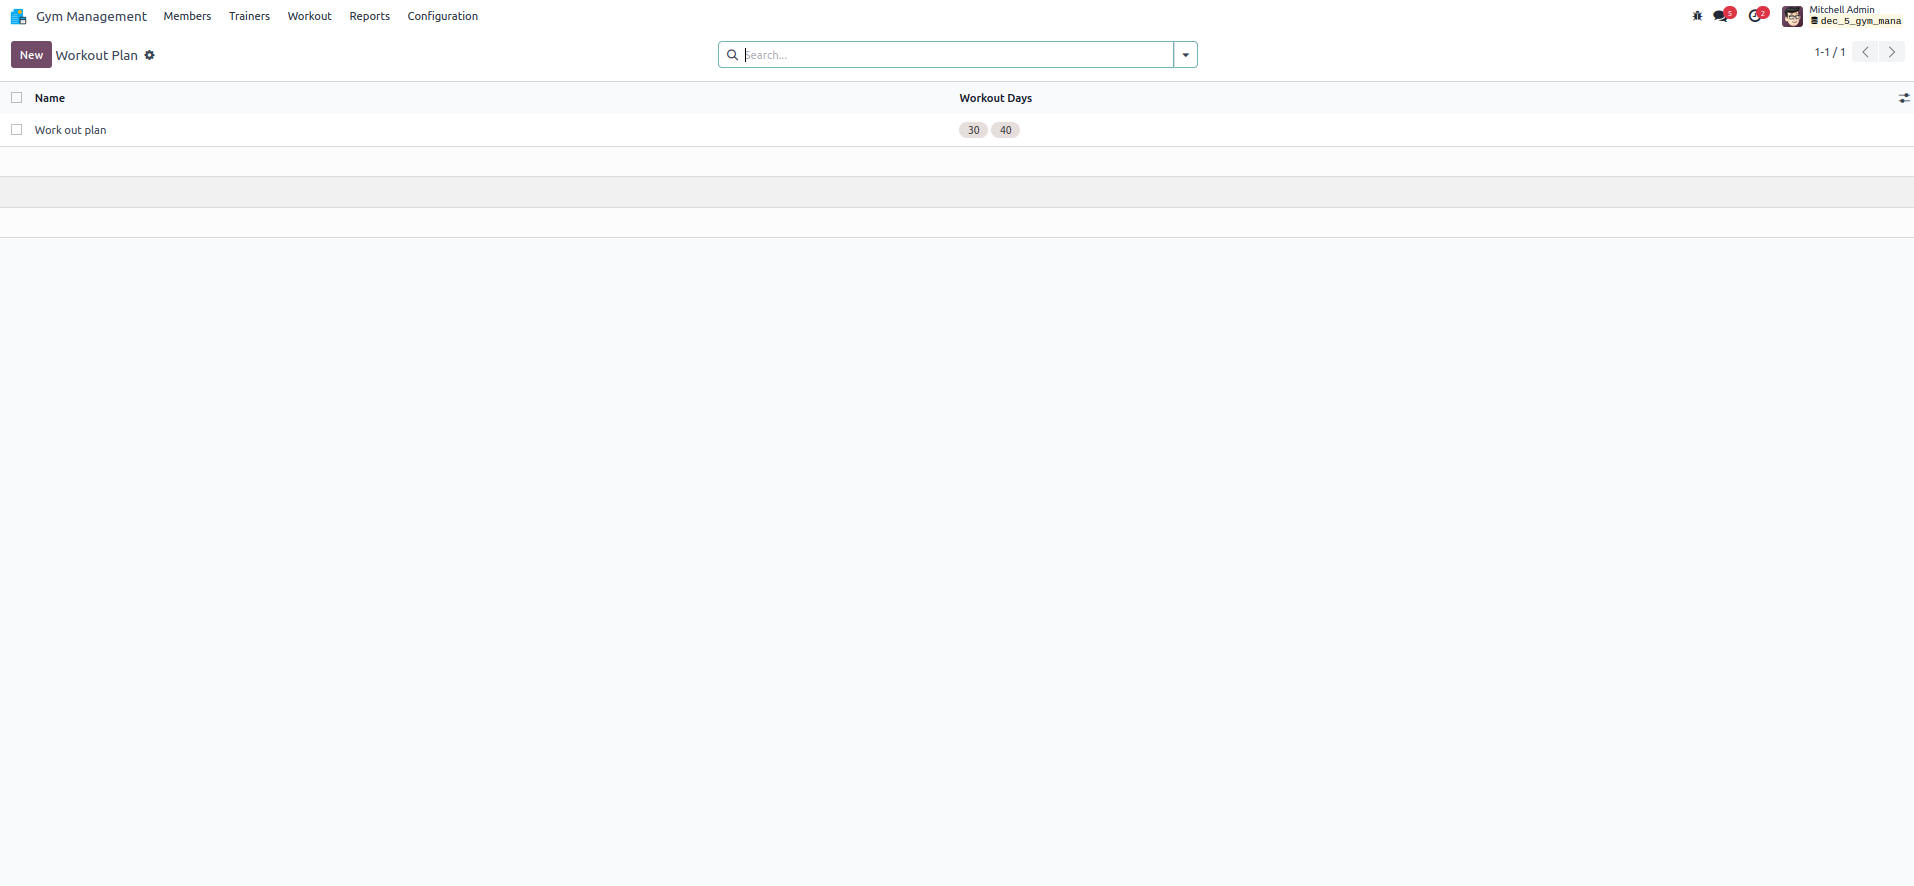 Gym Management Members Trainers Workout Reports Configuration 5 2 Mitchell Admin
dec_5_gym_mana
New Workout Plan Search... 1-1 / 1
Name Workout Days
Work out plan 30 40